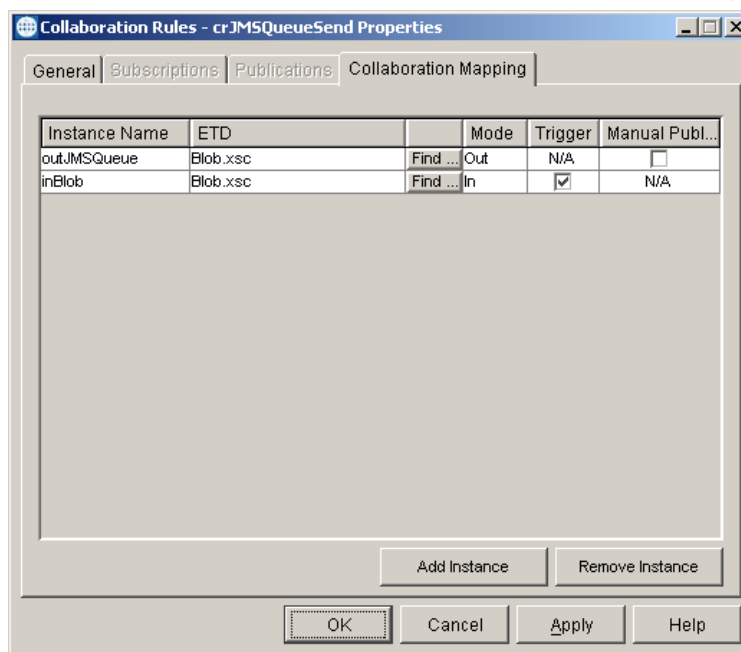 Collaboration Rules - crJMSQueueSend Properties
General Subscriptions Publications Collaboration Mapping
Instance Name ETD Mode Trigger Manual Publ...
outJMSQueue Blob.xsc Find ... Out N/A
inBlob Blob.xsc Find ... In N/A
Add Instance Remove Instance
OK Cancel Apply Help